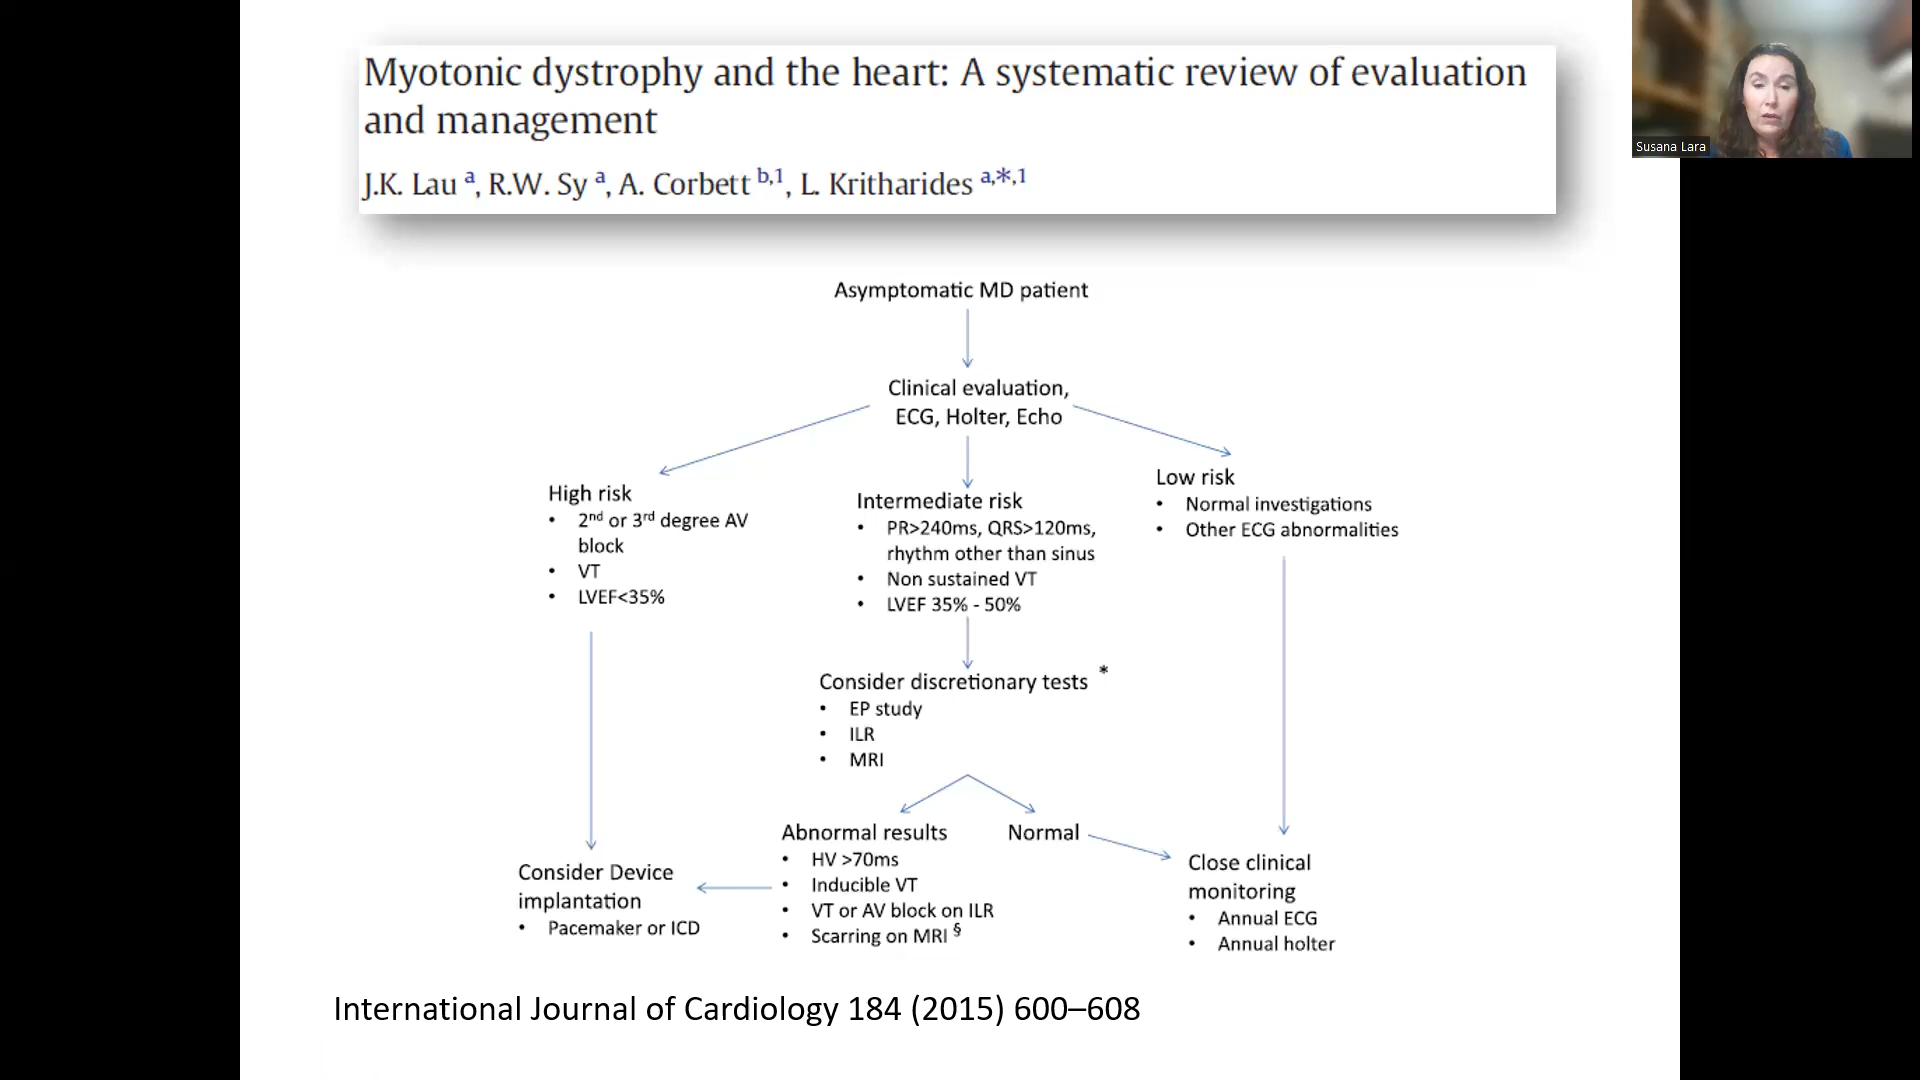 Myotonic dystrophy and the heart: A systematic review of evaluation
and management
J.K. Lau a, R.W. Sy a, A. Corbett b,1, L. Kritharides a,*,1
Susana Lara
Asymptomatic MD patient
Clinical evaluation,
ECG, Holter, Echo
High risk
• 2nd or 3rd degree AV
block
• VT
• LVEF<35%
Intermediate risk
• PR>240ms, QRS>120ms,
rhythm other than sinus
• Non sustained VT
• LVEF 35% - 50%
Low risk
• Normal investigations
• Other ECG abnormalities
Consider discretionary tests *
• EP study
• ILR
• MRI
Abnormal results
• HV >70ms
• Inducible VT
• VT or AV block on ILR
• Scarring on MRI §
Normal
Consider Device
implantation
• Pacemaker or ICD
Close clinical
monitoring
• Annual ECG
• Annual holter
International Journal of Cardiology 184 (2015) 600–608